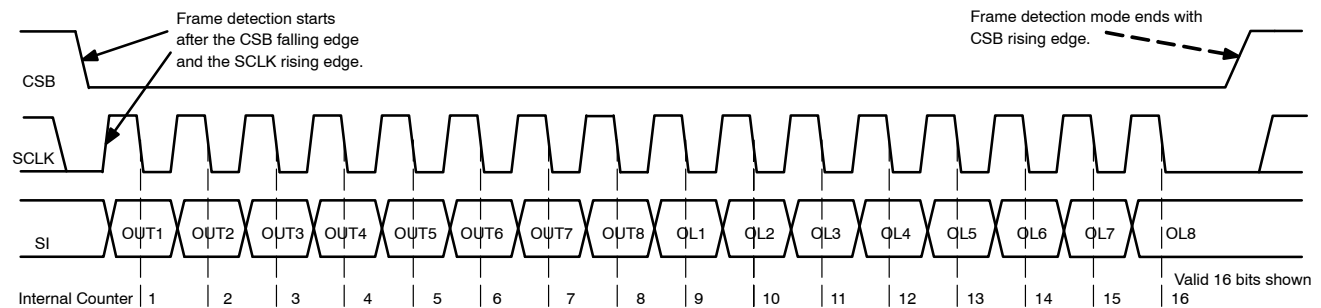 Frame detection starts
after the CSB falling edge
and the SCLK rising edge.
Frame detection mode ends with
CSB rising edge.
CSB
SCLK
SI OUT1 OUT2 OUT3 OUT4 OUT5 OUT6 OUT7 OUT8 OL1 OL2 OL3 OL4 OL5 OL6 OL7 OL8
Valid 16 bits shown
Internal Counter 1 2 3 4 5 6 7 8 9 10 11 12 13 14 15 16